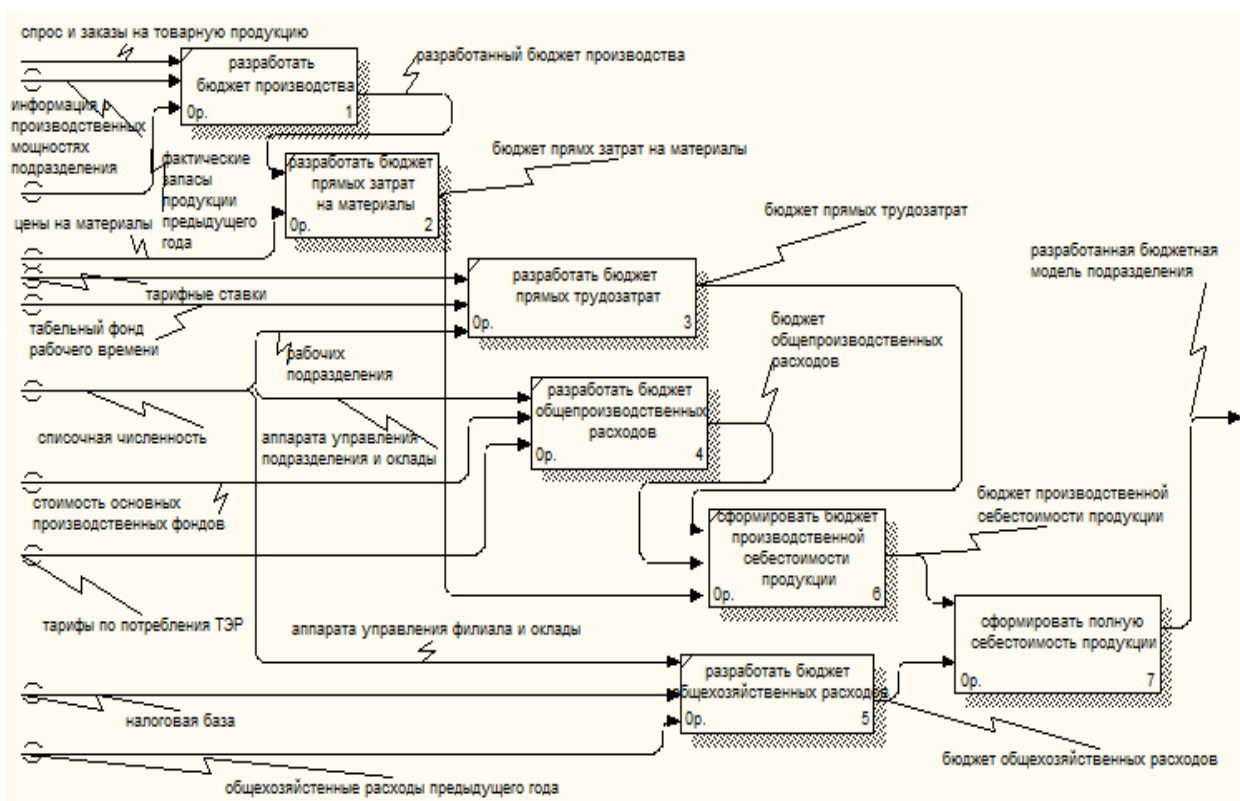 спрос и заказы на товарную продукцию
разработать
бюджет производства
0р. 1
разработанный бюджет производства
информация о
производственных
мощностях
подразделения
фактические
запасы
продукции
предыдущего
года
разработать бюджет
прямых затрат
на материалы
0р. 2
бюджет прямх затрат на материалы
цены на материалы
бюджет прямых трудозатрат
разработать бюджет
прямых трудозатрат
0р. 3
разработанная бюджетная
модель подразделения
тарифные ставки
табельный фонд
рабочего времени
рабочих
подразделения
бюджет
общепроизводственных
расходов
разработать бюджет
общепроизводственных
расходов
0р. 4
списочная численность
аппарата управления
подразделения и оклады
стоимость основных
производственных фондов
бюджет производственной
себестоимости продукции
сформировать бюджет
производственной
себестоимости
продукции
0р. 6
тарифы по потребления ТЭР
аппарата управления филиала и оклады
сформировать полную
себестоимость продукции
0р. 7
разработать бюджет
общехозяйственных расходов
0р. 5
налоговая база
бюджет общехозяйственных расходов
общехозяйстенные расходы предыдущего года